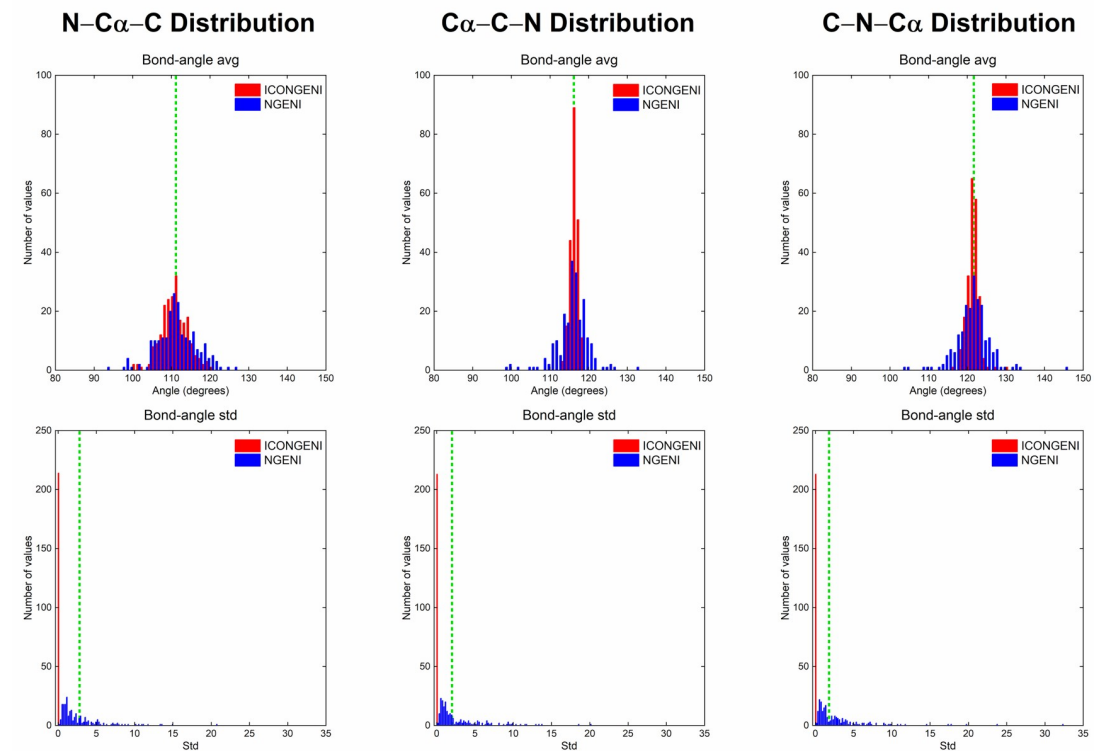 N–Cα–C Distribution
Cα–C–N Distribution
C–N–Cα Distribution
Bond-angle avg
Bond-angle avg
Bond-angle avg
100
80
60
40
20
0
Number of values
ICONGENI
NGENI
80 90 100 110 120 130 140 150
Angle (degrees)
100
80
60
40
20
0
Number of values
ICONGENI
NGENI
80 90 100 110 120 130 140 150
Angle (degrees)
100
80
60
40
20
0
Number of values
ICONGENI
NGENI
80 90 100 110 120 130 140 150
Angle (degrees)
Bond-angle std
Bond-angle std
Bond-angle std
250
200
150
100
50
0
Number of values
ICONGENI
NGENI
0 5 10 15 20 25 30 35
Std
250
200
150
100
50
0
Number of values
ICONGENI
NGENI
0 5 10 15 20 25 30 35
Std
250
200
150
100
50
0
Number of values
ICONGENI
NGENI
0 5 10 15 20 25 30 35
Std